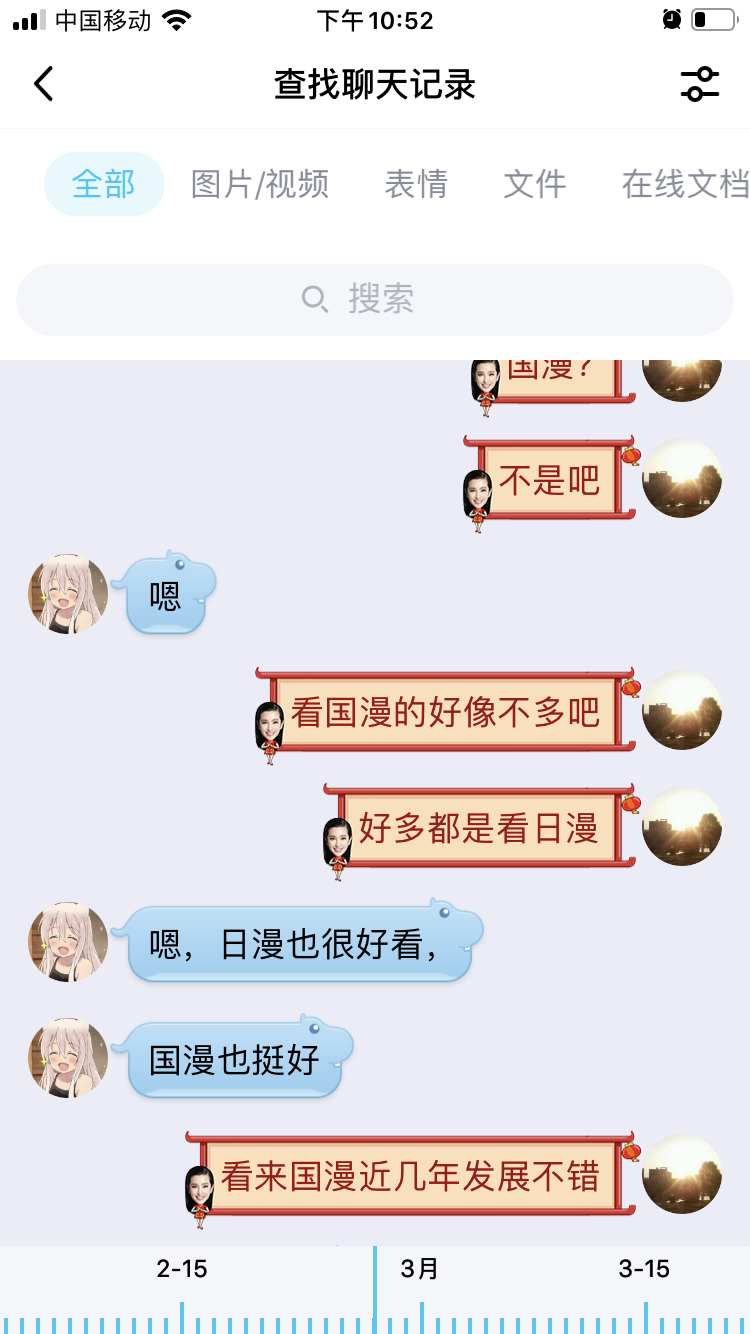 中国移动
下午10:52
查找聊天记录
全部
图片/视频
表情
文件
在线文档
搜索
国漫？
不是吧
嗯
看国漫的好像不多吧
好多都是看日漫
嗯，日漫也很好看，
国漫也挺好
看来国漫近几年发展不错
2-15
3月
3-15